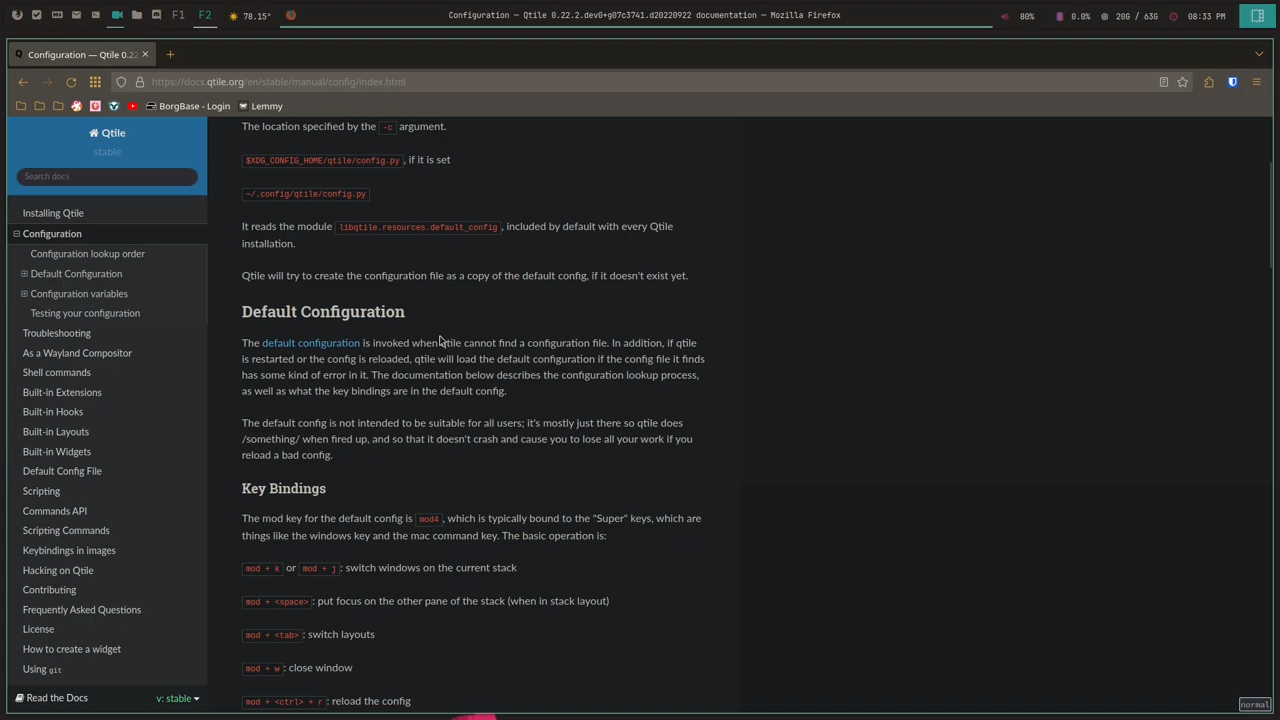 F1
F2
78.15°
Configuration — Qtile 0.22.2.dev0+g07c3741.d20220922 documentation — Mozilla Firefox
80%
0.0%
20G / 63G
08:33 PM
Configuration — Qtile 0.22
https://docs.qtile.org/en/stable/manual/config/index.html
BorgBase - Login
Lemmy
Qtile
stable
Search docs
Installing Qtile
Configuration
Configuration lookup order
Default Configuration
Configuration variables
Testing your configuration
Troubleshooting
As a Wayland Compositor
Shell commands
Built-in Extensions
Built-in Hooks
Built-in Layouts
Built-in Widgets
Default Config File
Scripting
Commands API
Scripting Commands
Keybindings in images
Hacking on Qtile
Contributing
Frequently Asked Questions
License
How to create a widget
Using git
Read the Docs
v: stable
The location specified by the -c argument.
$XDG_CONFIG_HOME/qtile/config.py, if it is set
~/.config/qtile/config.py
It reads the module libqtile.resources.default_config, included by default with every Qtile
installation.
Qtile will try to create the configuration file as a copy of the default config, if it doesn't exist yet.
Default Configuration
The default configuration is invoked when qtile cannot find a configuration file. In addition, if qtile
is restarted or the config is reloaded, qtile will load the default configuration if the config file it finds
has some kind of error in it. The documentation below describes the configuration lookup process,
as well as what the key bindings are in the default config.
The default config is not intended to be suitable for all users; it's mostly just there so qtile does
/something/ when fired up, and so that it doesn't crash and cause you to lose all your work if you
reload a bad config.
Key Bindings
The mod key for the default config is mod4, which is typically bound to the "Super" keys, which are
things like the windows key and the mac command key. The basic operation is:
mod + k or mod + j: switch windows on the current stack
mod + <space>: put focus on the other pane of the stack (when in stack layout)
mod + <tab>: switch layouts
mod + w: close window
mod + <ctrl> + r: reload the config
normal